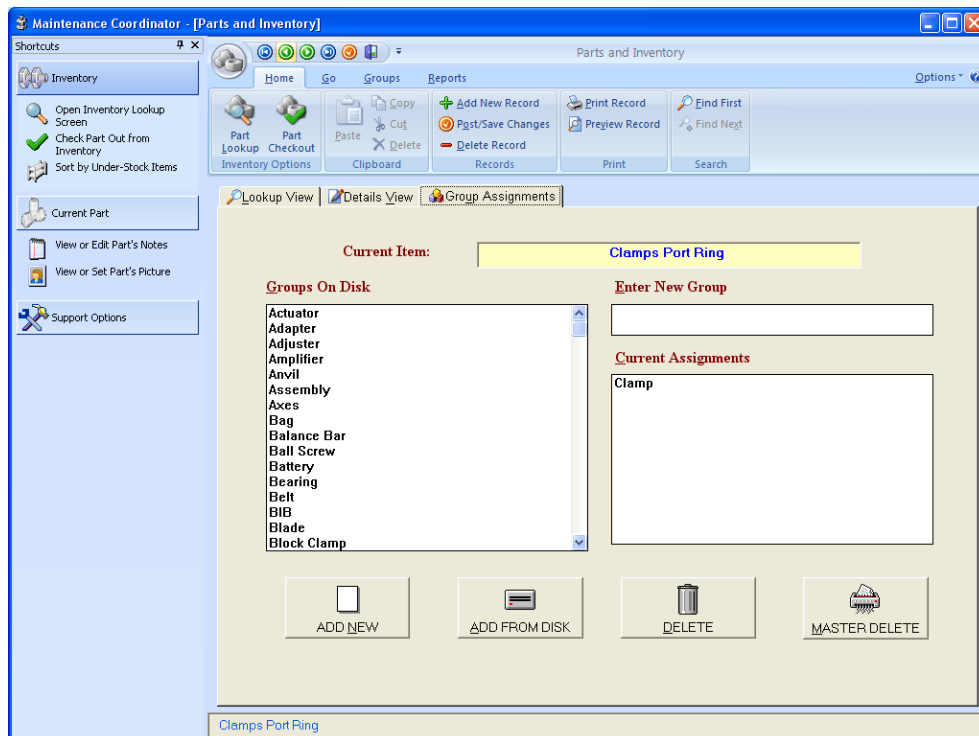 Maintenance Coordinator - [Parts and Inventory]
Shortcuts
Inventory
Open Inventory Lookup
Screen
Check Part Out from
Inventory
Sort by Under-Stock Items
Current Part
View or Edit Part's Notes
View or Set Part's Picture
Support Options
Parts and Inventory
Home Go Groups Reports Options
Part
Lookup
Part
Checkout
Inventory Options
Paste
Copy
Cut
Delete
Clipboard
Add New Record
Post/Save Changes
Delete Record
Records
Print Record
Preview Record
Print
Find First
Find Next
Search
Lookup View Details View Group Assignments
Current Item: Clamps Port Ring
Groups On Disk
Actuator
Adapter
Adjuster
Amplifier
Anvil
Assembly
Axes
Bag
Balance Bar
Ball Screw
Battery
Bearing
Belt
BIB
Blade
Block Clamp
Enter New Group
Current Assignments
Clamp
ADD NEW ADD FROM DISK DELETE MASTER DELETE
Clamps Port Ring